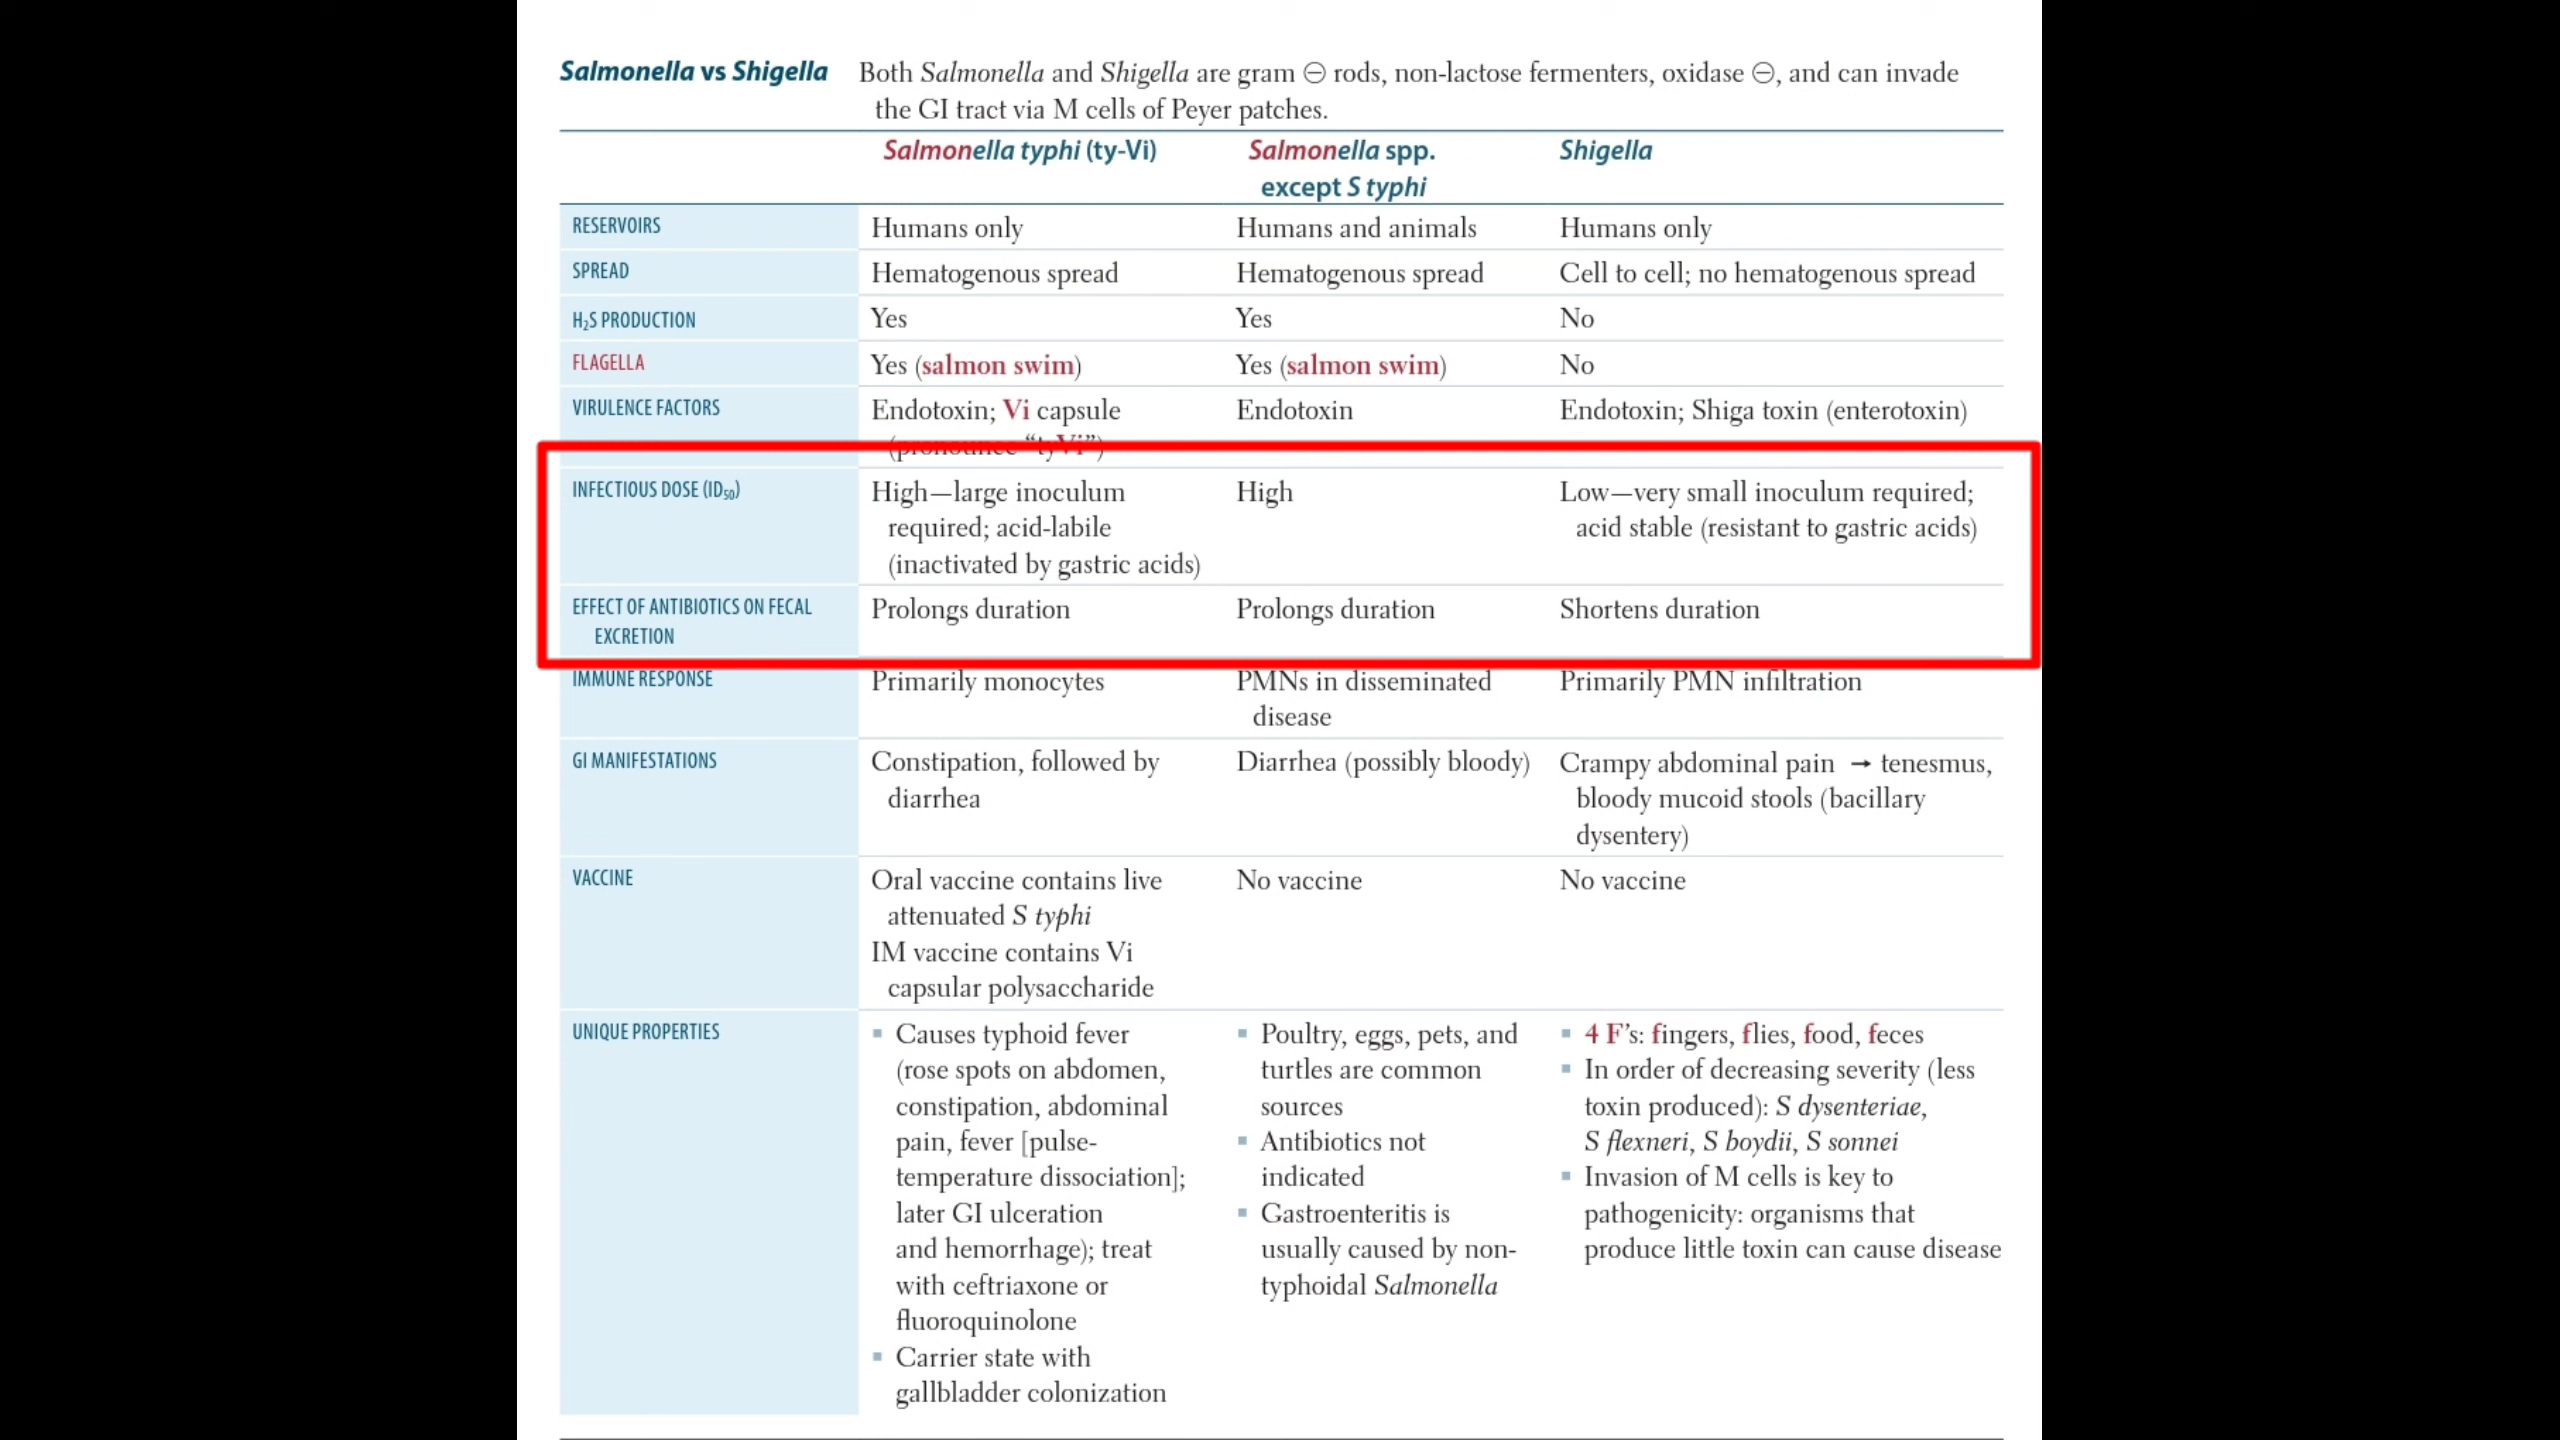 Salmonella vs Shigella
Both Salmonella and Shigella are gram ⊖ rods, non-lactose fermenters, oxidase ⊖, and can invade
the GI tract via M cells of Peyer patches.
Salmonella typhi (ty-Vi)
Salmonella spp.
except S typhi
Shigella
RESERVOIRS
Humans only
Humans and animals
Humans only
SPREAD
Hematogenous spread
Hematogenous spread
Cell to cell; no hematogenous spread
H₂S PRODUCTION
Yes
Yes
No
FLAGELLA
Yes (salmon swim)
Yes (salmon swim)
No
VIRULENCE FACTORS
Endotoxin; Vi capsule
(pronounce “tyVi”)
Endotoxin
Endotoxin; Shiga toxin (enterotoxin)
INFECTIOUS DOSE (ID₅₀)
High—large inoculum
required; acid-labile
(inactivated by gastric acids)
High
Low—very small inoculum required;
acid stable (resistant to gastric acids)
EFFECT OF ANTIBIOTICS ON FECAL
EXCRETION
Prolongs duration
Prolongs duration
Shortens duration
IMMUNE RESPONSE
Primarily monocytes
PMNs in disseminated
disease
Primarily PMN infiltration
GI MANIFESTATIONS
Constipation, followed by
diarrhea
Diarrhea (possibly bloody)
Crampy abdominal pain → tenesmus,
bloody mucoid stools (bacillary
dysentery)
VACCINE
Oral vaccine contains live
attenuated S typhi
IM vaccine contains Vi
capsular polysaccharide
No vaccine
No vaccine
UNIQUE PROPERTIES
▪ Causes typhoid fever
(rose spots on abdomen,
constipation, abdominal
pain, fever [pulse-
temperature dissociation];
later GI ulceration
and hemorrhage); treat
with ceftriaxone or
fluoroquinolone
▪ Carrier state with
gallbladder colonization
▪ Poultry, eggs, pets, and
turtles are common
sources
▪ Antibiotics not
indicated
▪ Gastroenteritis is
usually caused by non-
typhoidal Salmonella
▪ 4 F’s: fingers, flies, food, feces
▪ In order of decreasing severity (less
toxin produced): S dysenteriae,
S flexneri, S boydii, S sonnei
▪ Invasion of M cells is key to
pathogenicity: organisms that
produce little toxin can cause disease